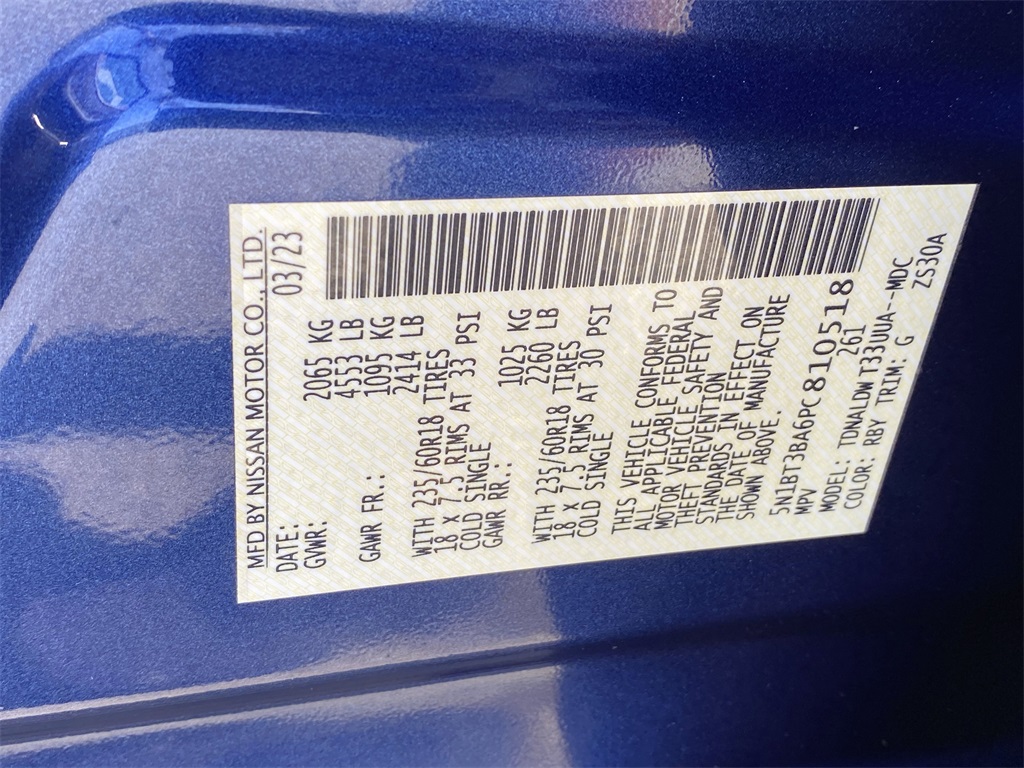 MFD BY NISSAN MOTOR CO., LTD.
DATE: 03/23
GVWR: 2065 KG
4553 LB
GAWR FR.: 1095 KG
2414 LB
WITH 235/60R18 TIRES
18 X 7.5 RIMS AT 33 PSI
COLD SINGLE
GAWR RR.: 1025 KG
2260 LB
WITH 235/60R18 TIRES
18 X 7.5 RIMS AT 30 PSI
COLD SINGLE
THIS VEHICLE CONFORMS TO
ALL APPLICABLE FEDERAL
MOTOR VEHICLE SAFETY AND
THEFT PREVENTION
STANDARDS IN EFFECT ON
THE DATE OF MANUFACTURE
SHOWN ABOVE.
5N1BT3BA6PC810518
MPV 261
MODEL: TDNALDWT33UUA--MDC
COLOR: RBY TRIM: G ZS30A